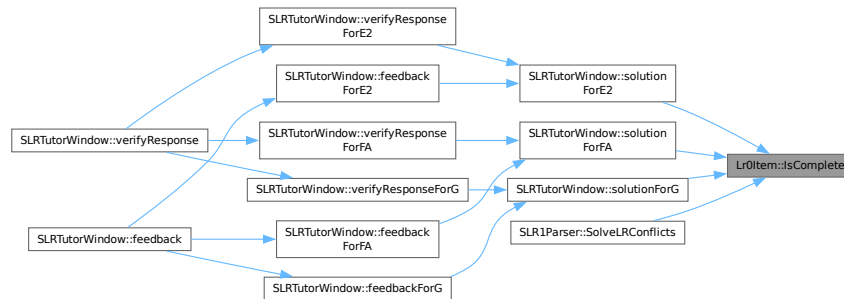 SLRTutorWindow::verifyResponse
ForE2
SLRTutorWindow::feedback
ForE2
SLRTutorWindow::solution
ForE2
SLRTutorWindow::verifyResponse
SLRTutorWindow::verifyResponse
ForFA
SLRTutorWindow::solution
ForFA
Lr0Item::IsComplete
SLRTutorWindow::verifyResponseForG
SLRTutorWindow::solutionForG
SLRTutorWindow::feedback
SLRTutorWindow::feedback
ForFA
SLR1Parser::SolveLRConflicts
SLRTutorWindow::feedbackForG